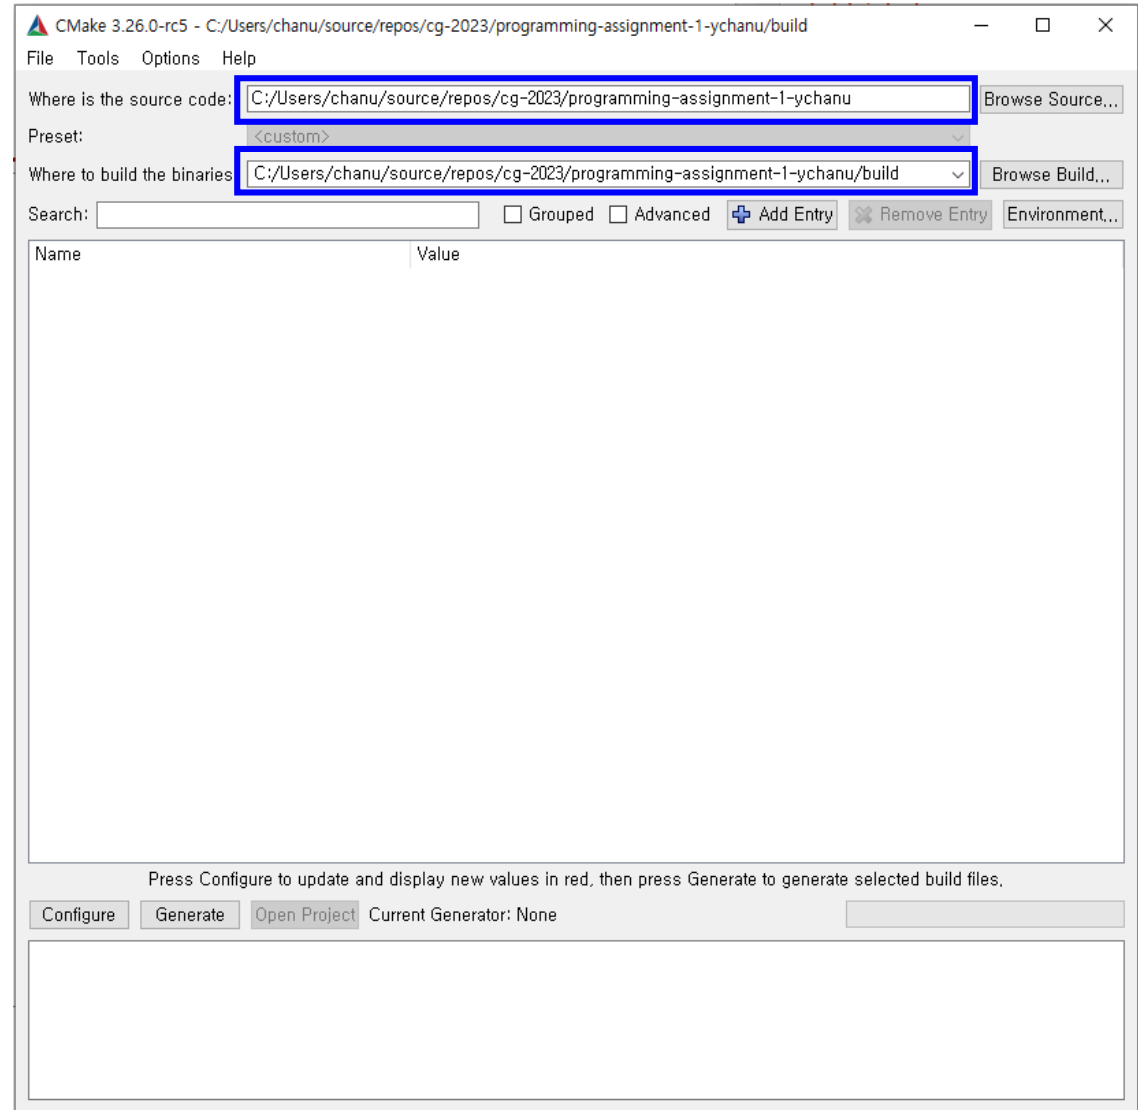 CMake 3.26.0-rc5 - C:/Users/chanu/source/repos/cg-2023/programming-assignment-1-ychanu/build
File Tools Options Help
Where is the source code: C:/Users/chanu/source/repos/cg-2023/programming-assignment-1-ychanu Browse Source...
Preset: <custom>
Where to build the binaries C:/Users/chanu/source/repos/cg-2023/programming-assignment-1-ychanu/build Browse Build...
Search: Grouped Advanced Add Entry Remove Entry Environment...
Name Value
Press Configure to update and display new values in red, then press Generate to generate selected build files.
Configure Generate Open Project Current Generator: None